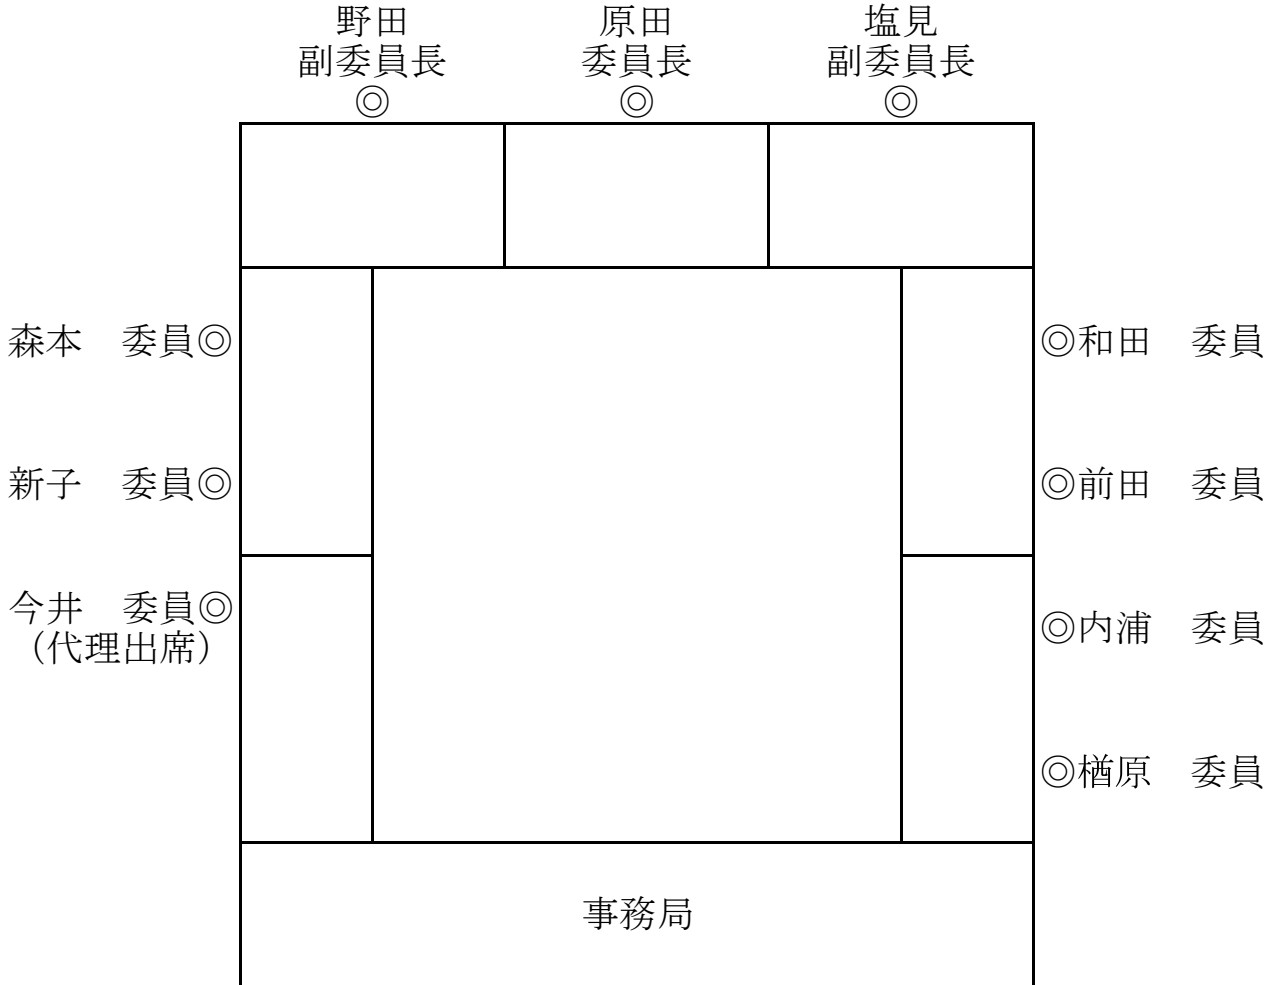 野田
副委員長
◎
原田
委員長
◎
塩見
副委員長
◎
森本　委員◎
◎和田　委員
新子　委員◎
◎前田　委員
今井　委員◎
（代理出席）
◎内浦　委員
◎楢原　委員
事務局